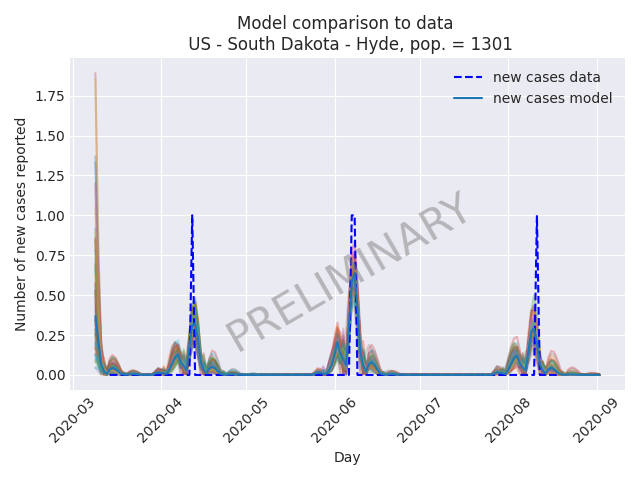 Model comparison to data
US - South Dakota - Hyde, pop. = 1301
new cases data
new cases model
Number of new cases reported
1.75
1.50
1.25
1.00
0.75
0.50
0.25
0.00
PRELIMINARY
2020-03
2020-04
2020-05
2020-06
2020-07
2020-08
2020-09
Day